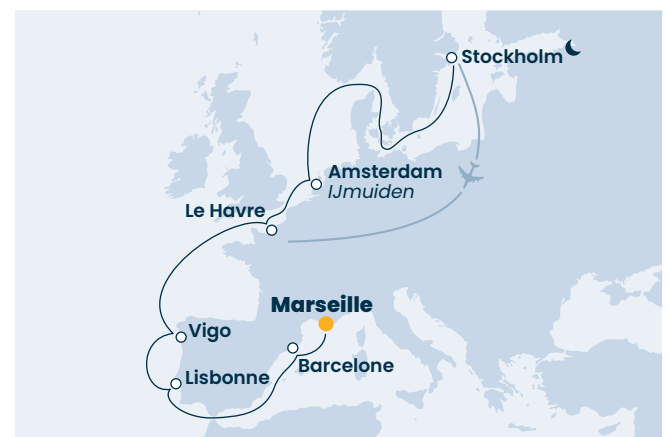 Stockholm
Amsterdam
IJmuiden
Le Havre
Marseille
Vigo
Barcelone
Lisbonne